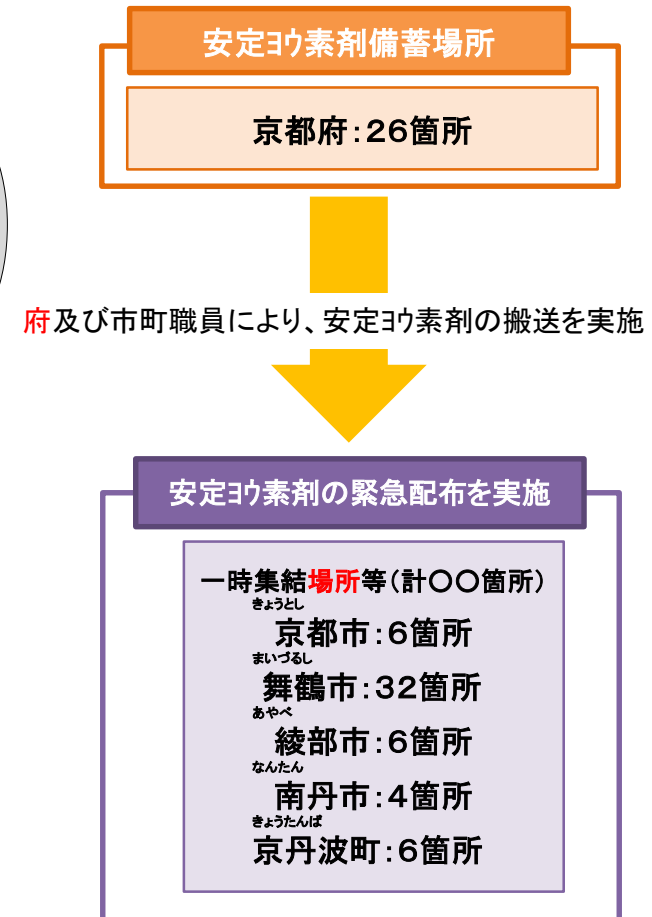 安定ヨウ素剤備蓄場所
京都府:26箇所
府及び市町職員により、安定ヨウ素剤の搬送を実施
安定ヨウ素剤の緊急配布を実施
一時集結場所等(計〇〇箇所)
きょうとし
京都市:6箇所
まいづるし
舞鶴市:32箇所
あやべ
綾部市:6箇所
なんたん
南丹市:4箇所
きょうたんば
京丹波町:6箇所